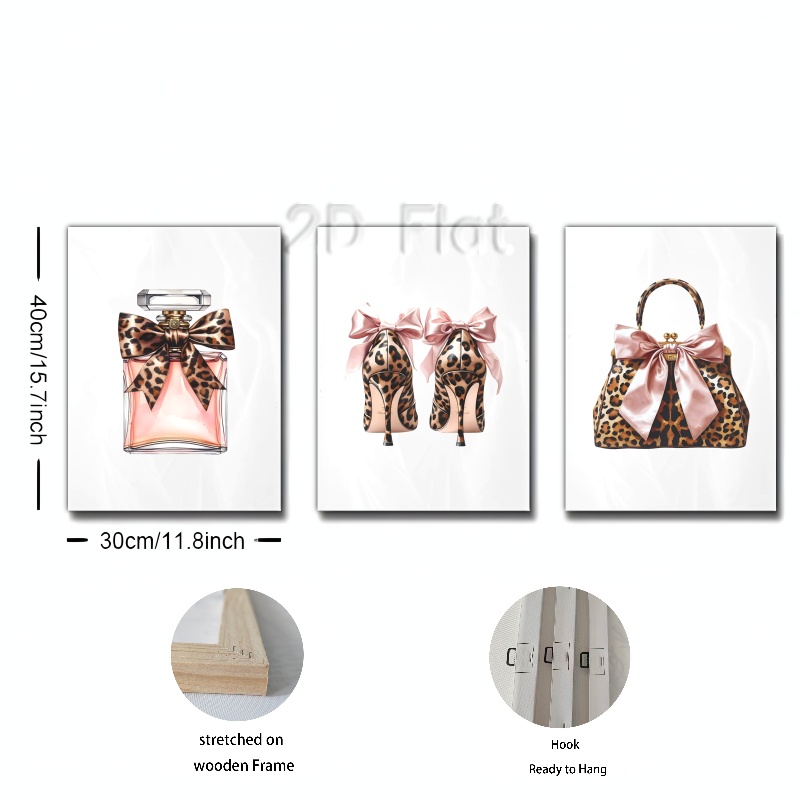 2D Flat
40cm/15.7inch
30cm/11.8inch
stretched on
wooden Frame
Hook
Ready to Hang